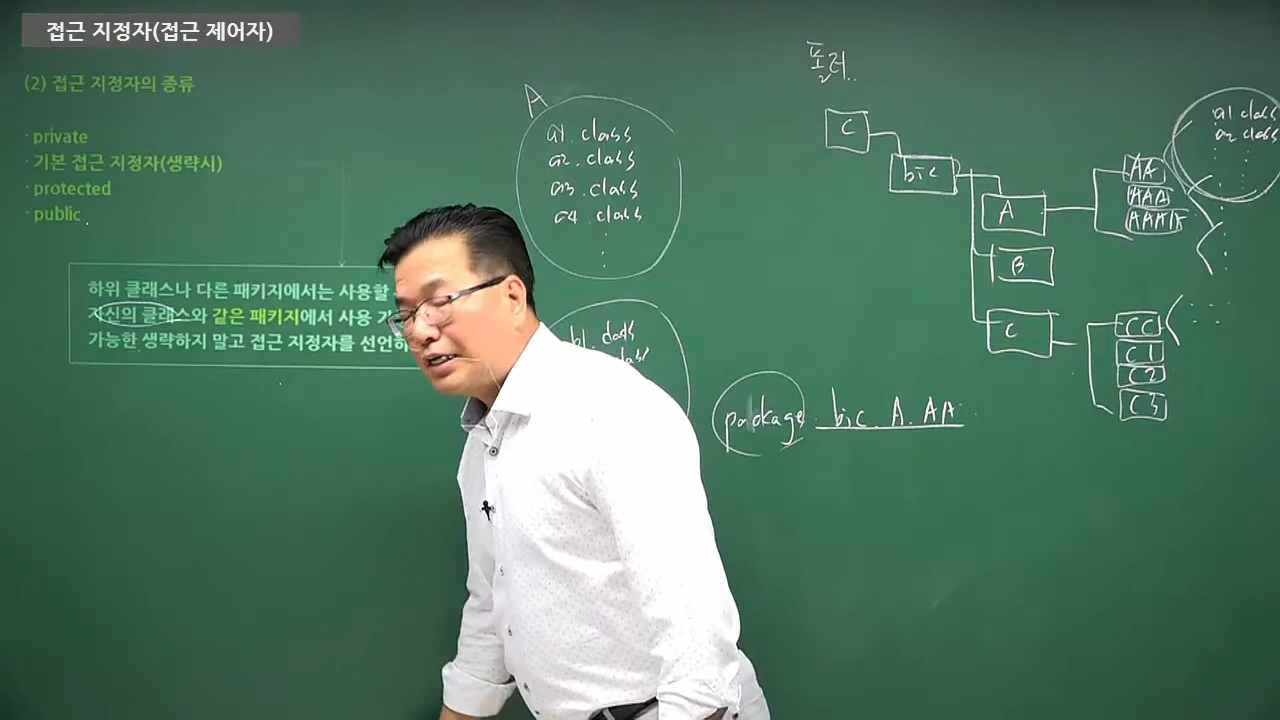 접근 지정자(접근 제어자)
(2) 접근 지정자의 종류
· private
· 기본 접근 지정자(생략시)
· protected
· public
하위 클래스나 다른 패키지에서는 사용할
자신의 클래스와 같은 패키지에서 사용
가능한 생략하지 말고 접근 지정자를 선언
A
a1.class
a2.class
a3.class
a4.class
b1.class
폴더..
C
bic
A
B
C
AA
AAA
AAAA
a1 class
a2 class
CC
C1
C2
C3
package bic.A.AA